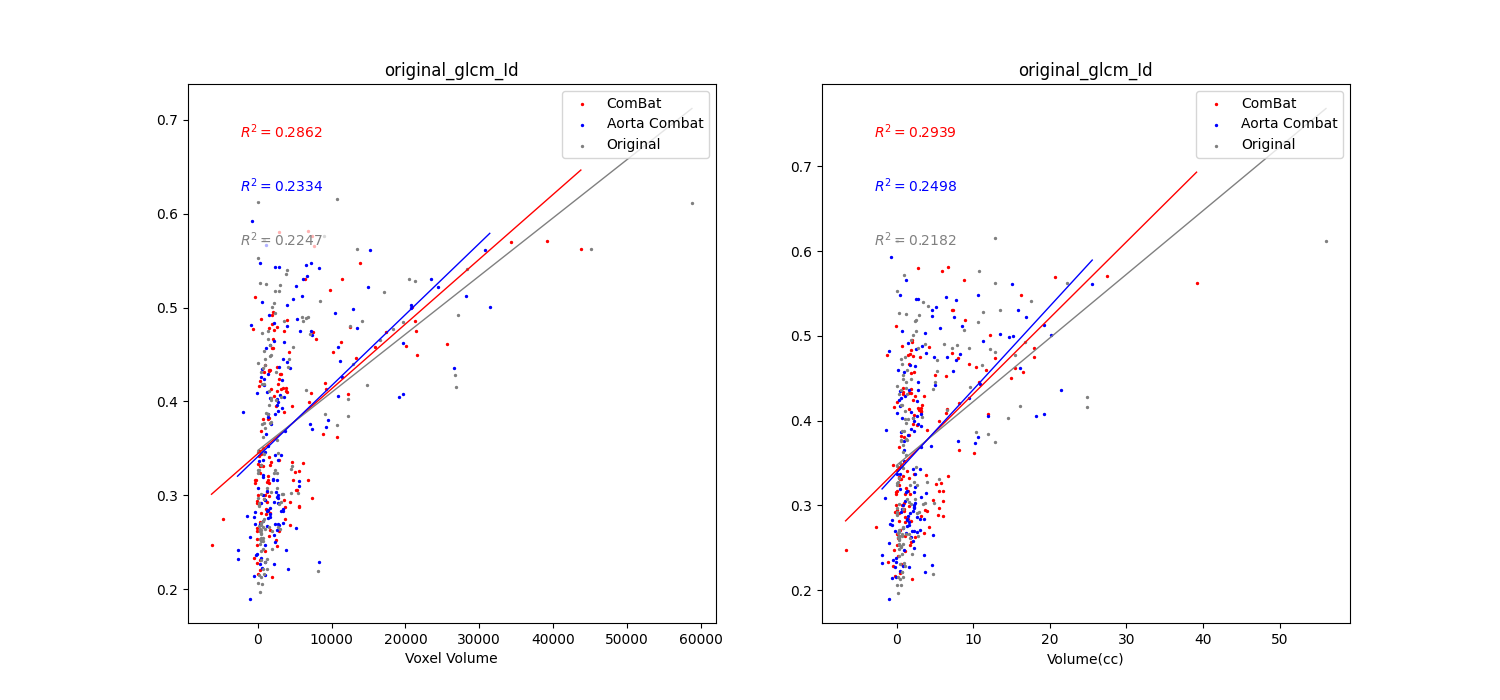 original_glcm_Id
ComBat
Aorta Combat
Original
R² = 0.2862
R² = 0.2334
R² = 0.2247
0.7
0.6
0.5
0.4
0.3
0.2
0 10000 20000 30000 40000 50000 60000
Voxel Volume
original_glcm_Id
ComBat
Aorta Combat
Original
R² = 0.2939
R² = 0.2498
R² = 0.2182
0.7
0.6
0.5
0.4
0.3
0.2
0 10 20 30 40 50
Volume(cc)